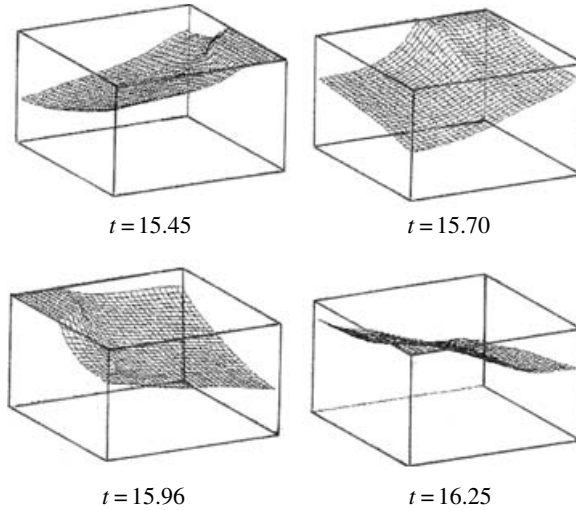 t = 15.45
t = 15.70
t = 15.96
t = 16.25